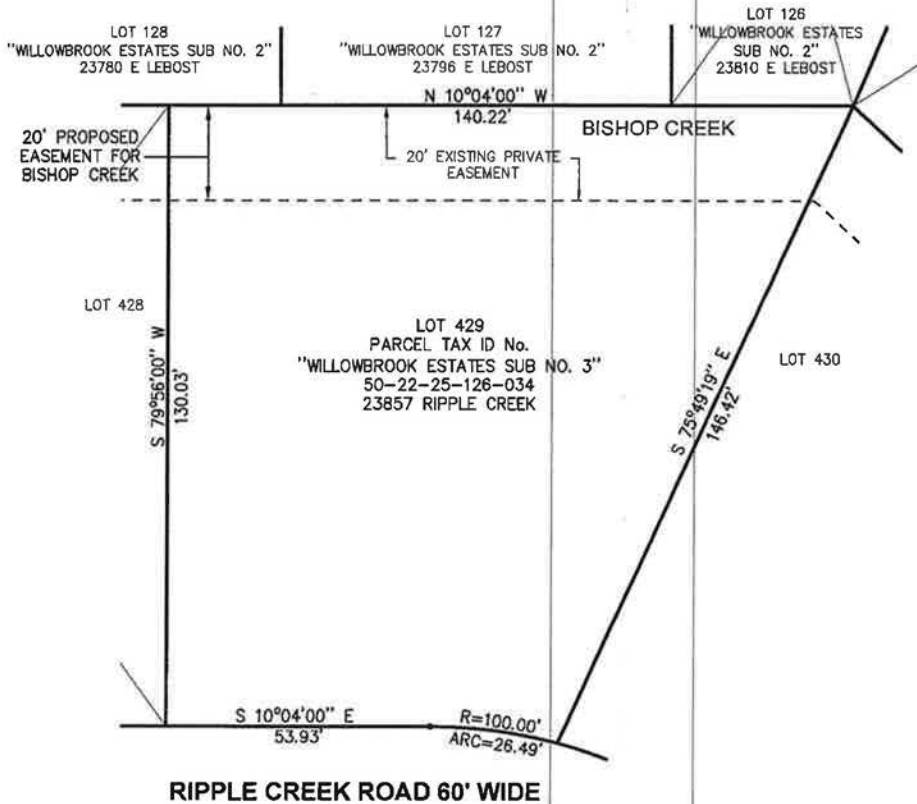 LOT 128
"WILLOWBROOK ESTATES SUB NO. 2"
23780 E LEBOST
LOT 127
"WILLOWBROOK ESTATES SUB NO. 2"
23796 E LEBOST
LOT 126
"WILLOWBROOK ESTATES
SUB NO. 2"
23810 E LEBOST
N 10°04'00" W
140.22'
BISHOP CREEK
20' PROPOSED
EASEMENT FOR
BISHOP CREEK
20' EXISTING PRIVATE
EASEMENT
LOT 428
S 79°56'00" W
130.03'
LOT 429
PARCEL TAX ID No.
"WILLOWBROOK ESTATES SUB NO. 3"
50-22-25-126-034
23857 RIPPLE CREEK
S 75°49'19" E
146.42'
LOT 430
S 10°04'00" E
53.93'
R=100.00'
ARC=26.49'
RIPPLE CREEK ROAD 60' WIDE